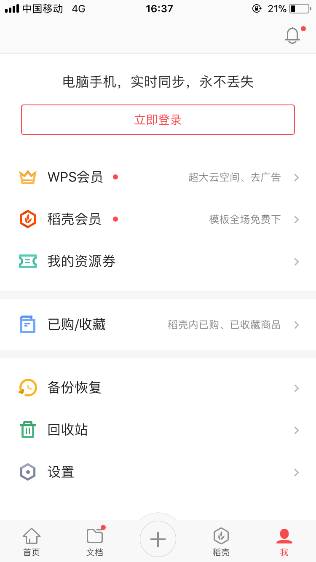 中国移动 4G 16:37 21%
电脑手机，实时同步，永不丢失
立即登录
WPS会员 超大云空间、去广告
稻壳会员 模板全场免费下
我的资源券
已购/收藏 稻壳内已购、已收藏商品
备份恢复
回收站
设置
首页 文档 稻壳 我